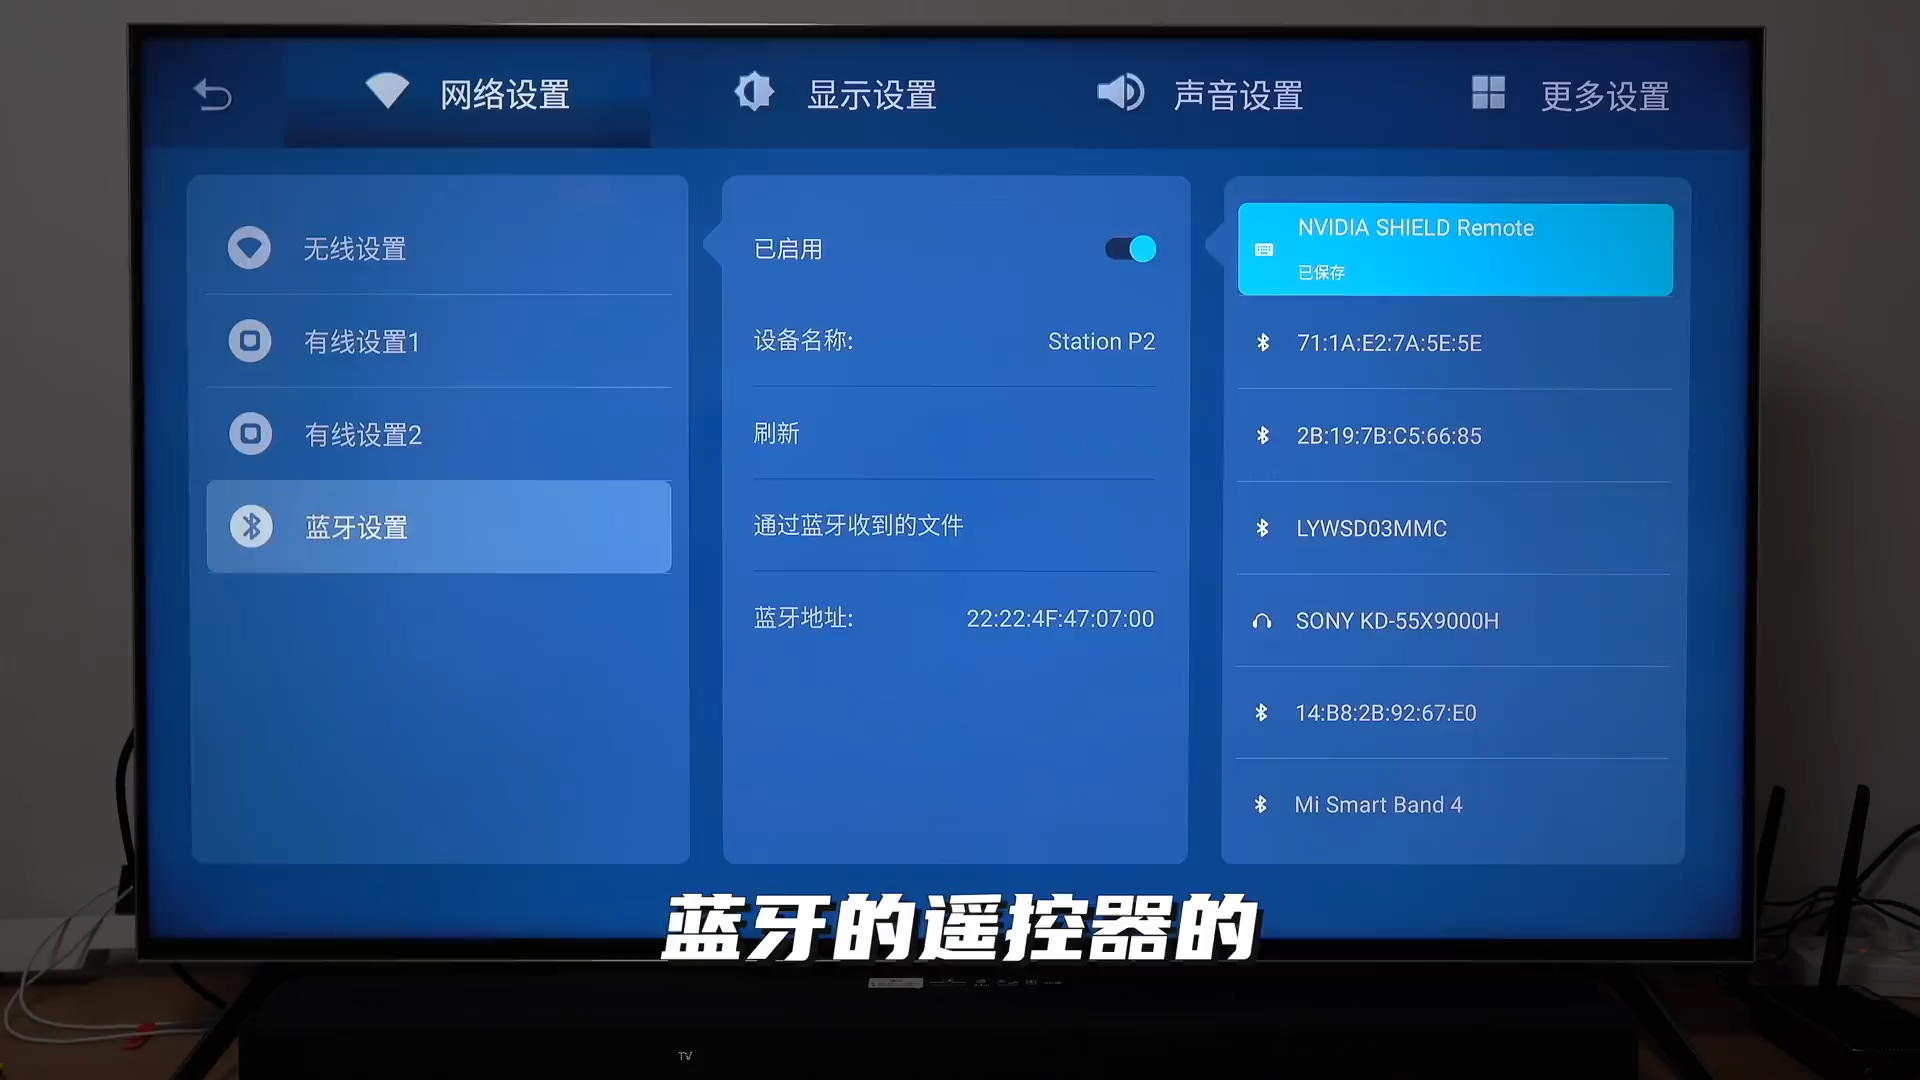 网络设置
显示设置
声音设置
更多设置
无线设置
有线设置1
有线设置2
蓝牙设置
已启用
设备名称: Station P2
刷新
通过蓝牙收到的文件
蓝牙地址: 22:22:4F:47:07:00
NVIDIA SHIELD Remote
已保存
71:1A:E2:7A:5E:5E
2B:19:7B:C5:66:85
LYWSD03MMC
SONY KD-55X9000H
14:B8:2B:92:67:E0
Mi Smart Band 4
蓝牙的遥控器的
TV